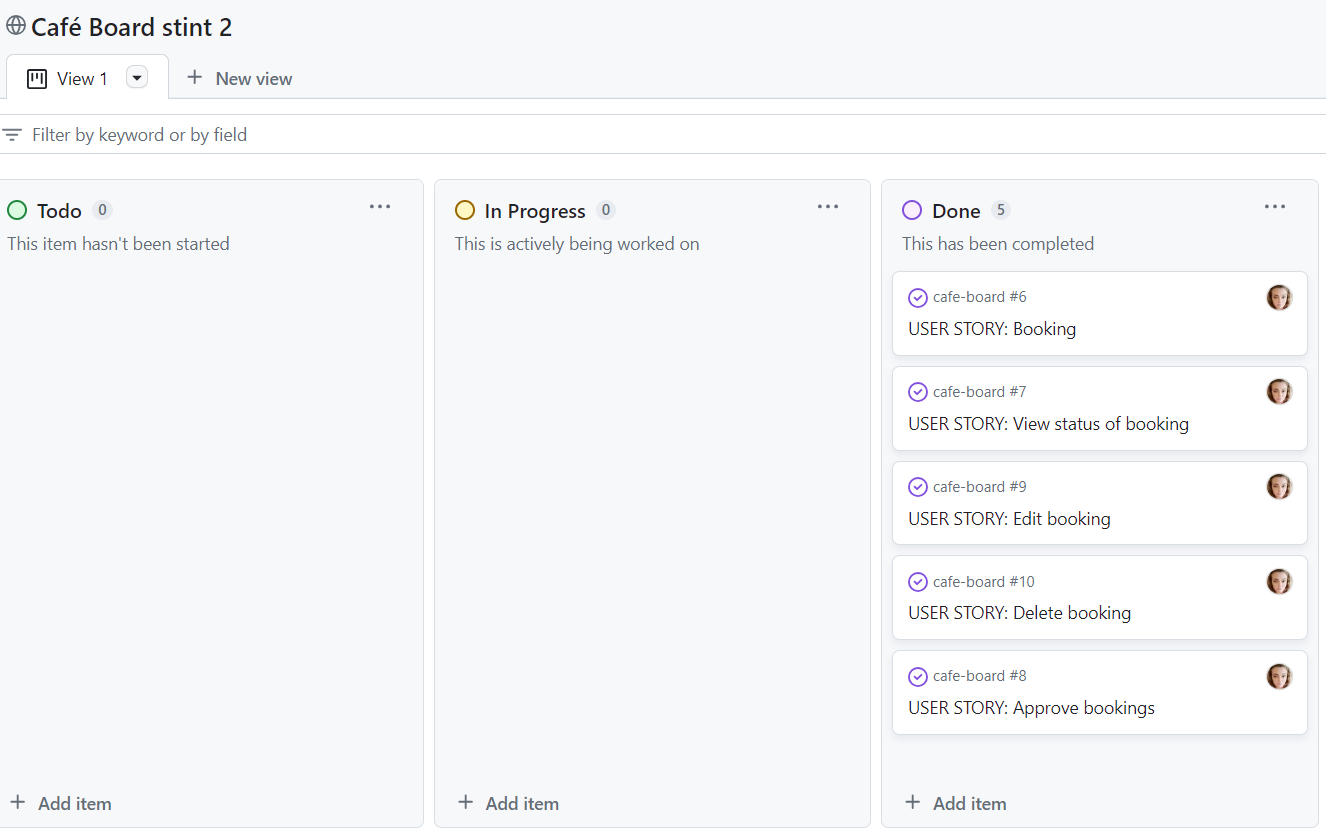 Café Board stint 2
View 1
New view
Filter by keyword or by field
Todo 0
This item hasn't been started
Add item
In Progress 0
This is actively being worked on
Add item
Done 5
This has been completed
cafe-board #6
USER STORY: Booking
cafe-board #7
USER STORY: View status of booking
cafe-board #9
USER STORY: Edit booking
cafe-board #10
USER STORY: Delete booking
cafe-board #8
USER STORY: Approve bookings
Add item